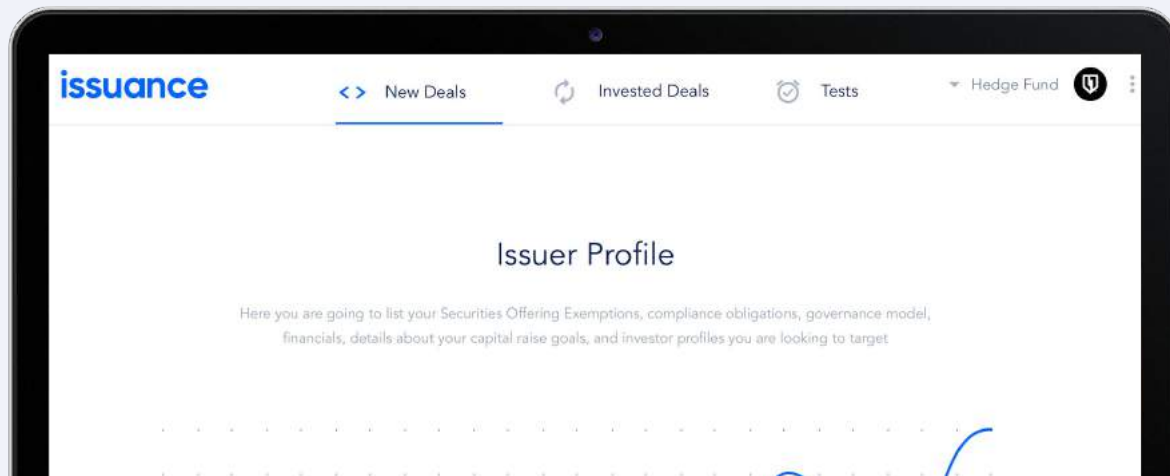 issuance
New Deals
Invested Deals
Tests
Hedge Fund
Issuer Profile
Here you are going to list your Securities Offering Exemptions, compliance obligations, governance model,
financials, details about your capital raise goals, and investor profiles you are looking to target